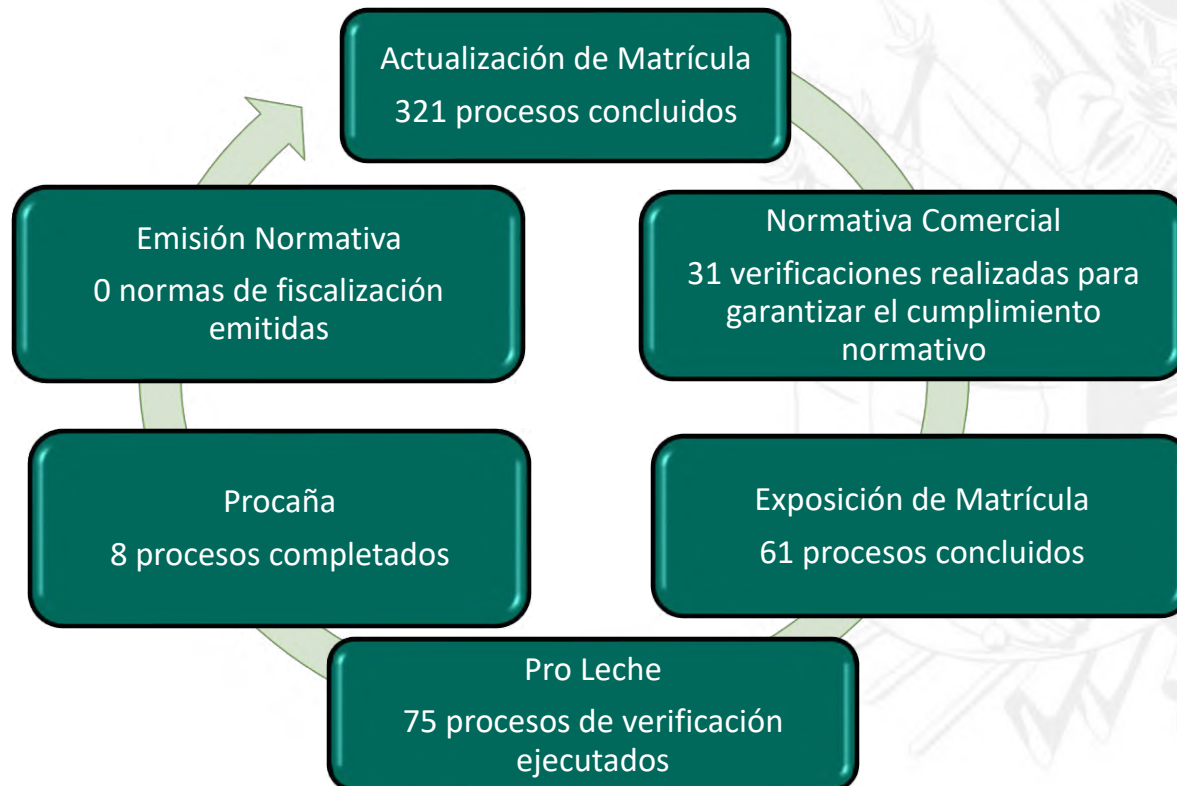 Actualización de Matrícula
321 procesos concluidos
Normativa Comercial
31 verificaciones realizadas para
garantizar el cumplimiento
normativo
Exposición de Matrícula
61 procesos concluidos
Pro Leche
75 procesos de verificación
ejecutados
Procaña
8 procesos completados
Emisión Normativa
0 normas de fiscalización
emitidas